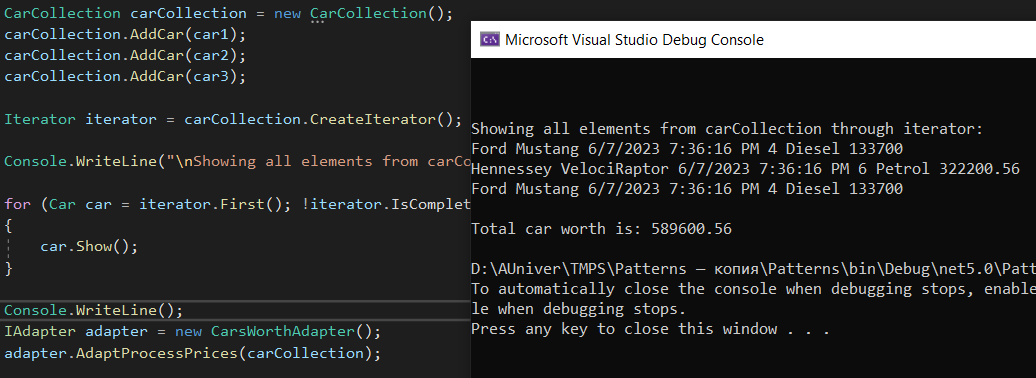 CarCollection carCollection = new CarCollection();
carCollection.AddCar(car1);
carCollection.AddCar(car2);
carCollection.AddCar(car3);
Iterator iterator = carCollection.CreateIterator();
Console.WriteLine("\nShowing all elements from carCo
for (Car car = iterator.First(); !iterator.IsComplet
{
car.Show();
}
Console.WriteLine();
IAdapter adapter = new CarsWorthAdapter();
adapter.AdaptProcessPrices(carCollection);
C:\ Microsoft Visual Studio Debug Console
Showing all elements from carCollection through iterator:
Ford Mustang 6/7/2023 7:36:16 PM 4 Diesel 133700
Hennessey VelociRaptor 6/7/2023 7:36:16 PM 6 Petrol 322200.56
Ford Mustang 6/7/2023 7:36:16 PM 4 Diesel 133700
Total car worth is: 589600.56
D:\AUniver\TMPS\Patterns — копия\Patterns\bin\Debug\net5.0\Patt
To automatically close the console when debugging stops, enable
le when debugging stops.
Press any key to close this window . . .